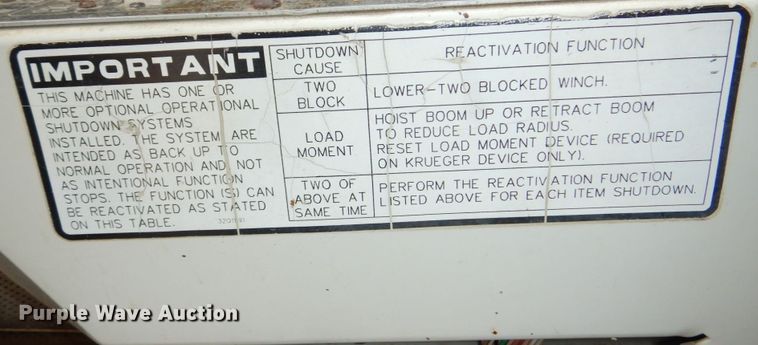 IMPORTANT
THIS MACHINE HAS ONE OR
MORE OPTIONAL OPERATIONAL
SHUTDOWN SYSTEMS
INSTALLED. THE SYSTEM ARE
INTENDED AS BACK UP TO
NORMAL OPERATION AND NOT
AS INTENTIONAL FUNCTION
STOPS. THE FUNCTION (S) CAN
BE REACTIVATED AS STATED
ON THIS TABLE.
SHUTDOWN
CAUSE
REACTIVATION FUNCTION
TWO
BLOCK
LOWER-TWO BLOCKED WINCH.
LOAD
MOMENT
HOIST BOOM UP OR RETRACT BOOM
TO REDUCE LOAD RADIUS.
RESET LOAD MOMENT DEVICE (REQUIRED
ON KRUEGER DEVICE ONLY).
TWO OF
ABOVE AT
SAME TIME
PERFORM THE REACTIVATION FUNCTION
LISTED ABOVE FOR EACH ITEM SHUTDOWN.
Purple Wave Auction